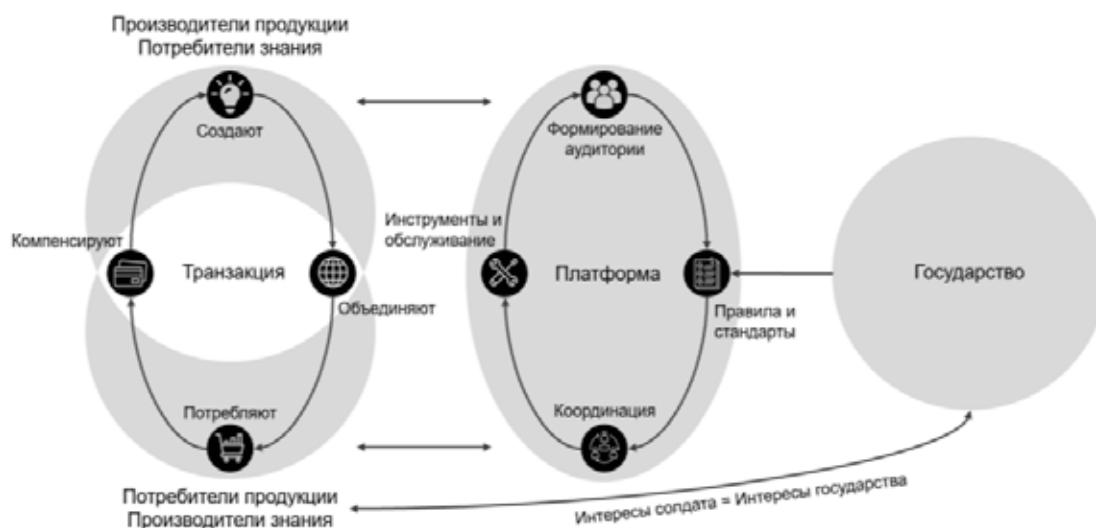 Производители продукции
Потребители знания
Создают
Компенсируют
Транзакция
Объединяют
Потребляют
Потребители продукции
Производители знания
Формирование
аудитории
Инструменты и
обслуживание
Платформа
Правила и
стандарты
Координация
Государство
Интересы солдата = Интересы государства